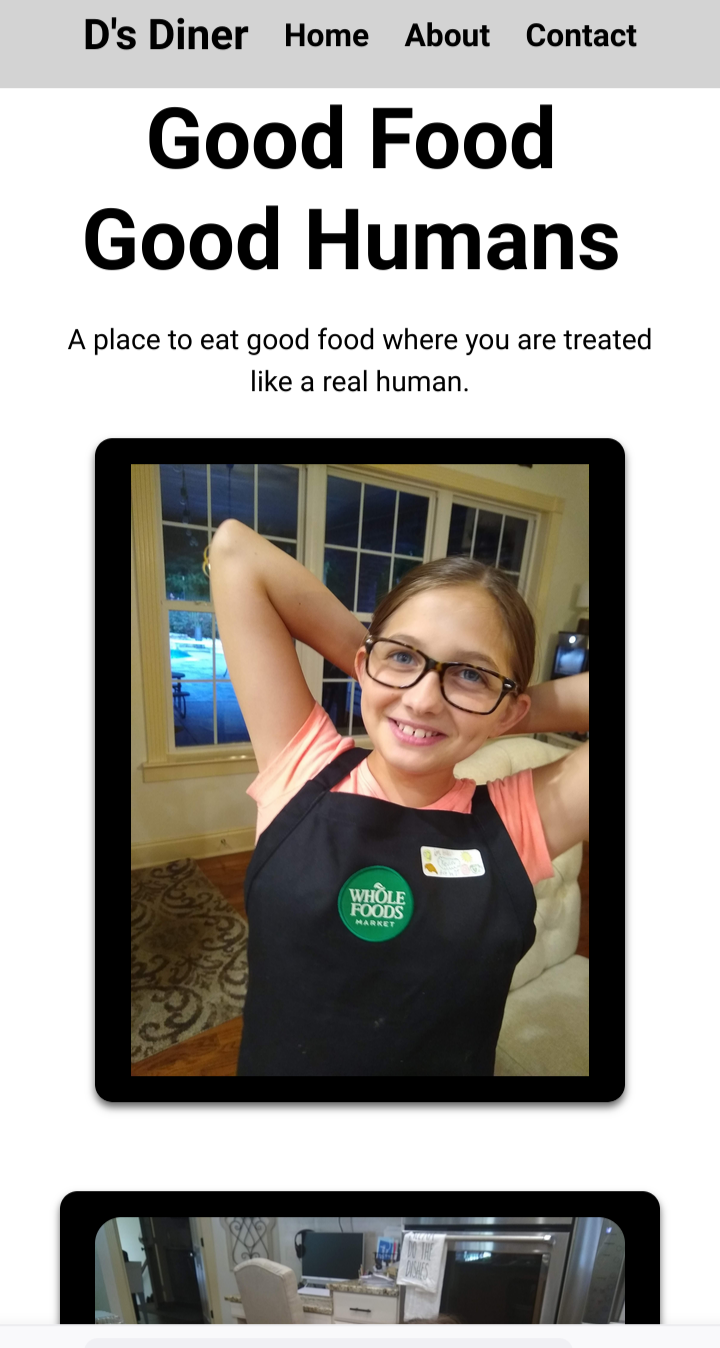 D's Diner Home About Contact
Good Food
Good Humans
A place to eat good food where you are treated
like a real human.
WHOLE
FOODS
MARKET
DO THE
DISHES